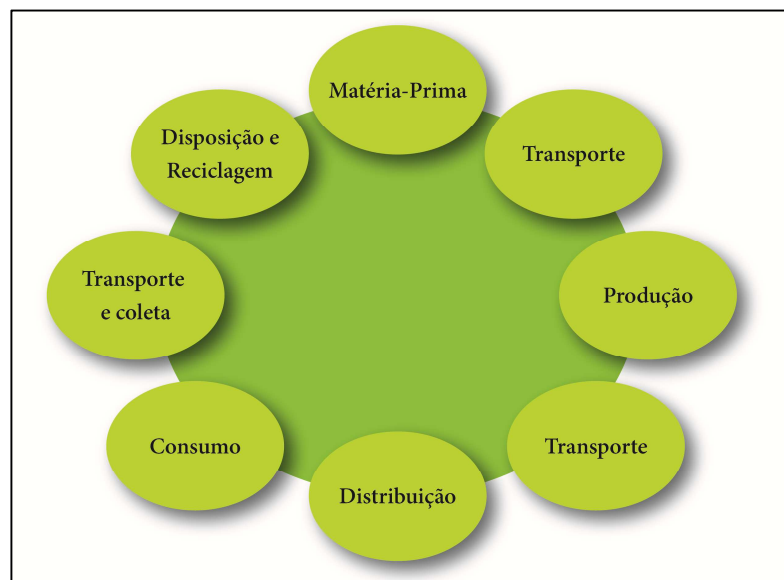 Matéria-Prima
Transporte
Produção
Transporte
Distribuição
Consumo
Transporte
e coleta
Disposição e
Reciclagem